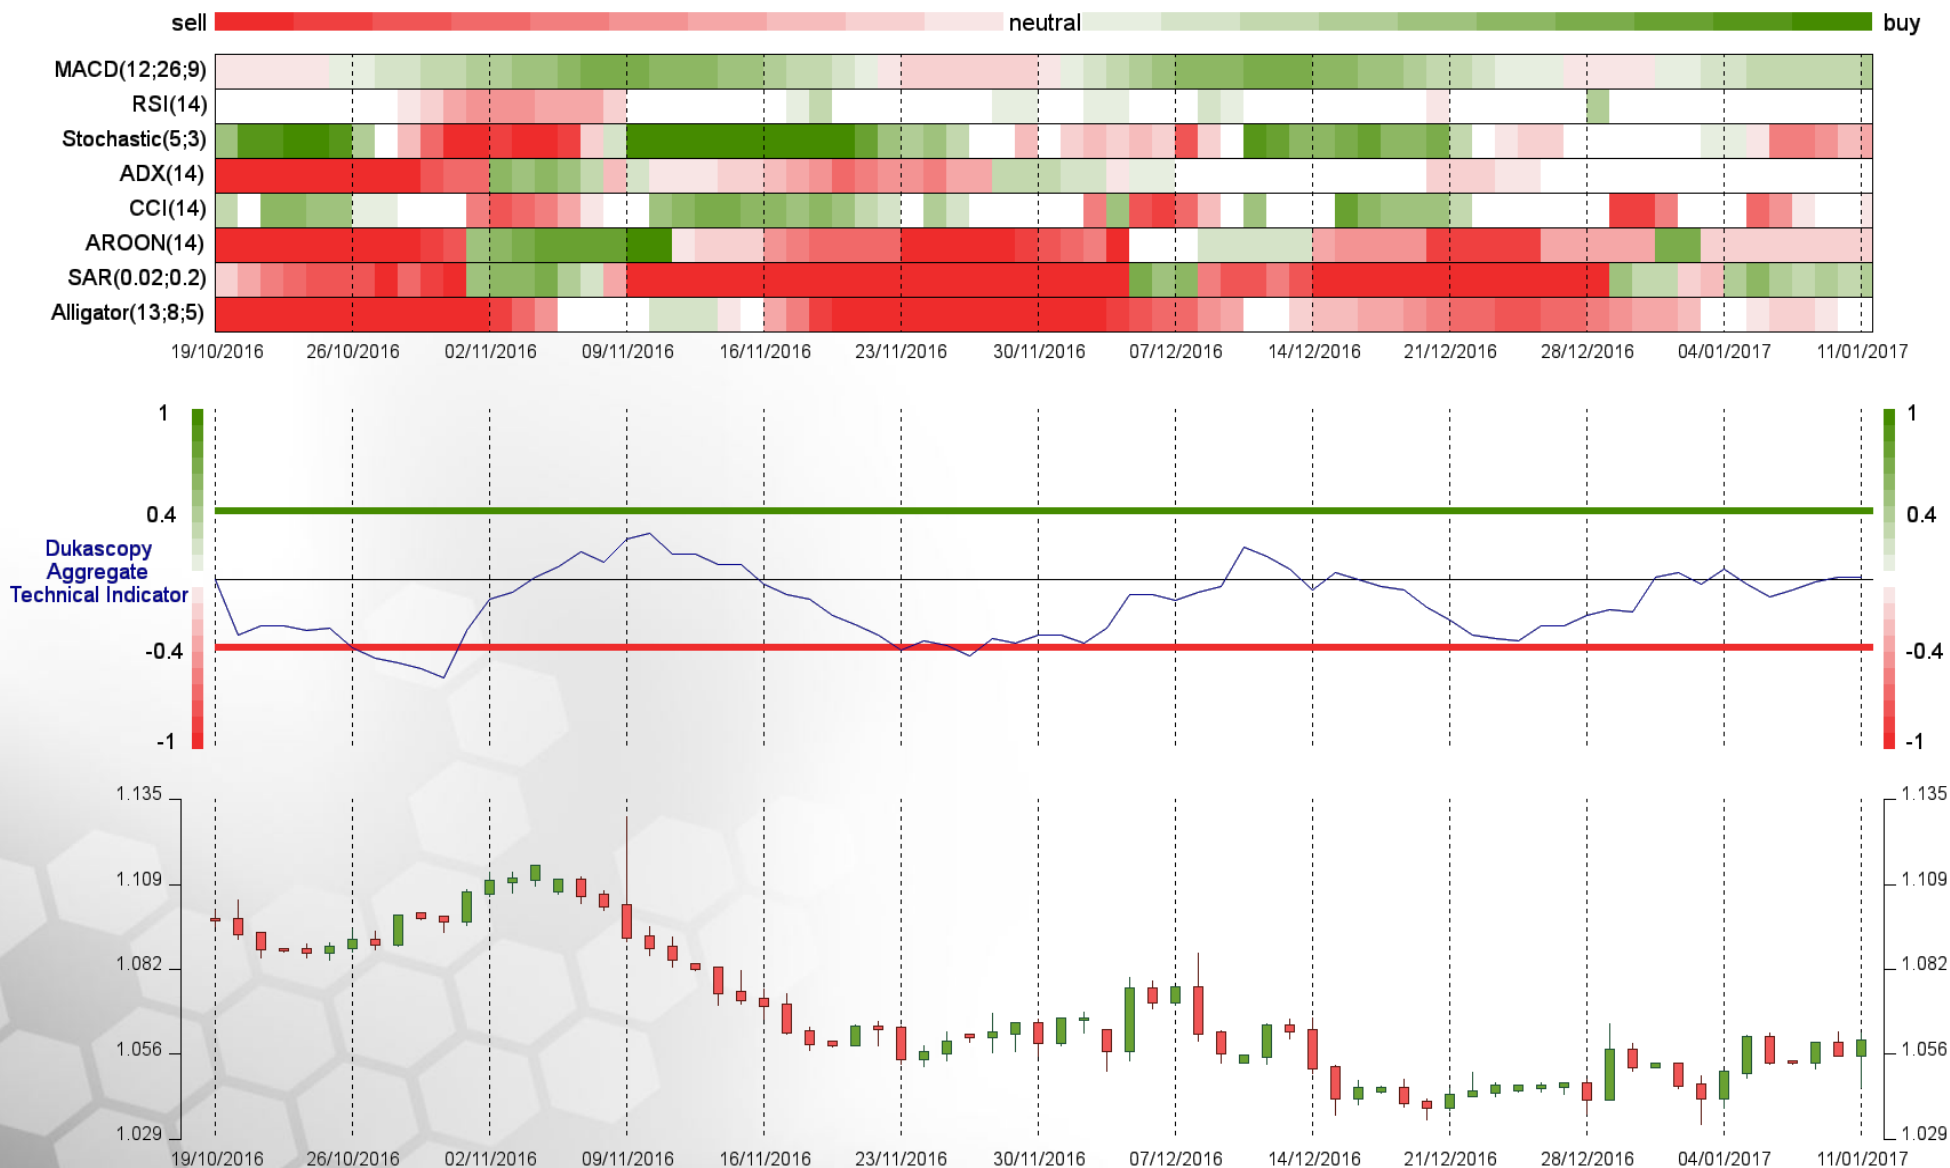 sell neutral buy
MACD(12;26;9)
RSI(14)
Stochastic(5;3)
ADX(14)
CCI(14)
AROON(14)
SAR(0.02;0.2)
Alligator(13;8;5)
19/10/2016 26/10/2016 02/11/2016 09/11/2016 16/11/2016 23/11/2016 30/11/2016 07/12/2016 14/12/2016 21/12/2016 28/12/2016 04/01/2017 11/01/2017
1 1
0.4 0.4
Dukascopy
Aggregate
Technical Indicator
-0.4 -0.4
-1 -1
1.135 1.135
1.109 1.109
1.082 1.082
1.056 1.056
1.029 1.029
19/10/2016 26/10/2016 02/11/2016 09/11/2016 16/11/2016 23/11/2016 30/11/2016 07/12/2016 14/12/2016 21/12/2016 28/12/2016 04/01/2017 11/01/2017